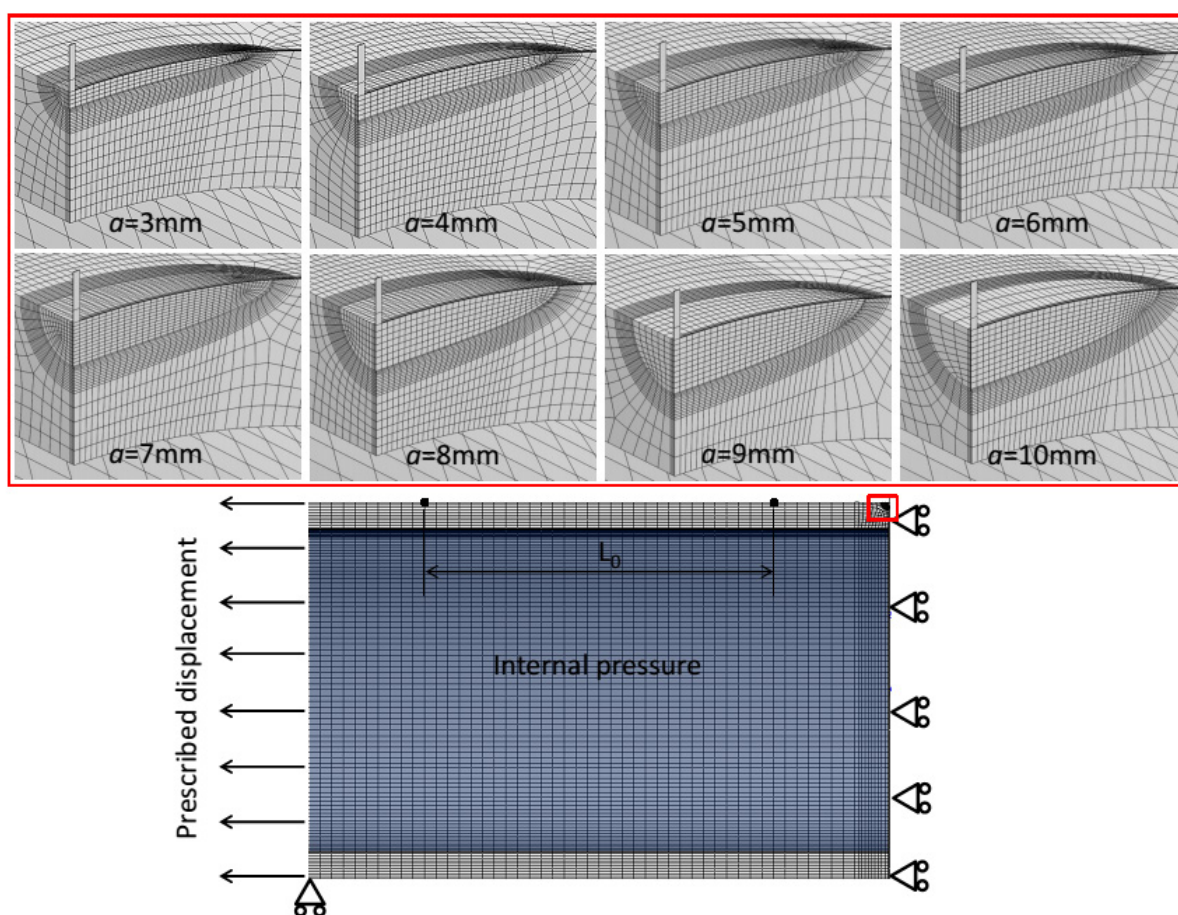 a=3mm
a=4mm
a=5mm
a=6mm
a=7mm
a=8mm
a=9mm
a=10mm
Prescribed displacement
L₀
Internal pressure